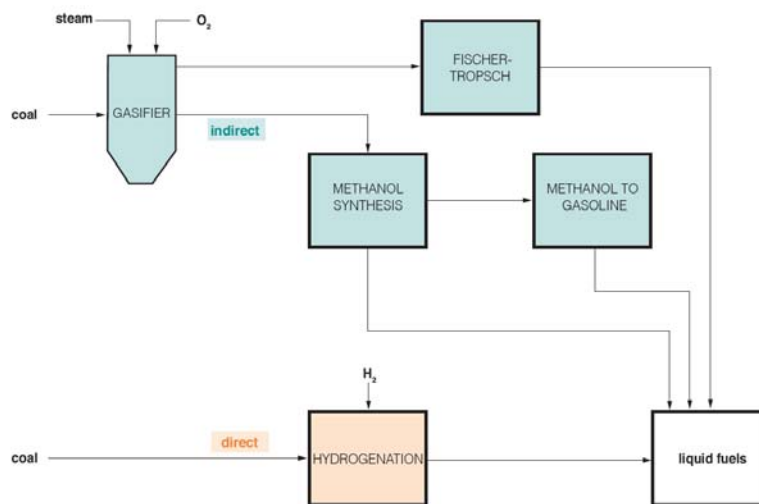 steam
O₂
FISCHER-
TROPSCH
coal
GASIFIER
indirect
METHANOL
SYNTHESIS
METHANOL TO
GASOLINE
H₂
coal
direct
HYDROGENATION
liquid fuels